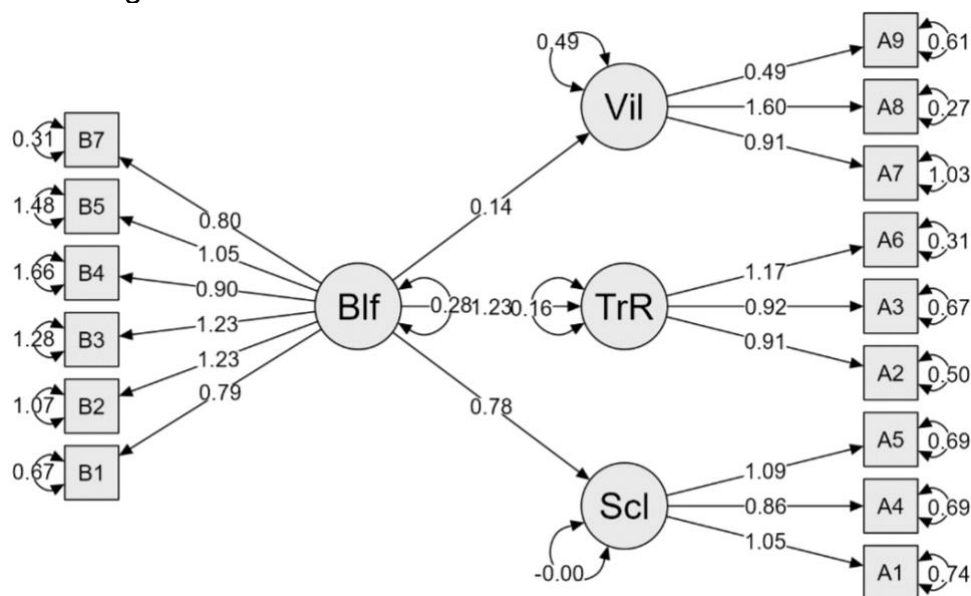 0.49
Vil
0.49
1.60
0.91
A9
0.61
A8
0.27
A7
1.03
0.31
B7
1.48
B5
1.66
B4
1.28
B3
1.07
B2
0.67
B1
0.80
1.05
0.90
1.23
1.23
0.79
Blf
0.28
1.23
0.16
0.14
0.78
TrR
1.17
0.92
0.91
A6
0.31
A3
0.67
A2
0.50
Scl
-0.00
1.09
0.86
1.05
A5
0.69
A4
0.69
A1
0.74